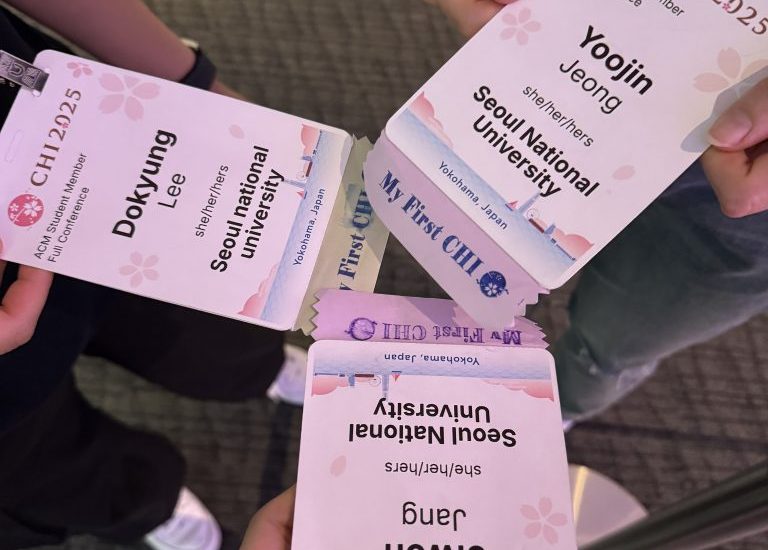 CHI 2025
ACM Student Member
Full Conference
Dokyung
Lee
she/her/hers
Seoul national
university
Yokohama, Japan
My First CHI
2025
Yoojin
Jeong
she/her/hers
Seoul National
University
Yokohama, Japan
My First CHI
Jang
she/her/hers
Seoul National
University
Yokohama, Japan
My First CHI